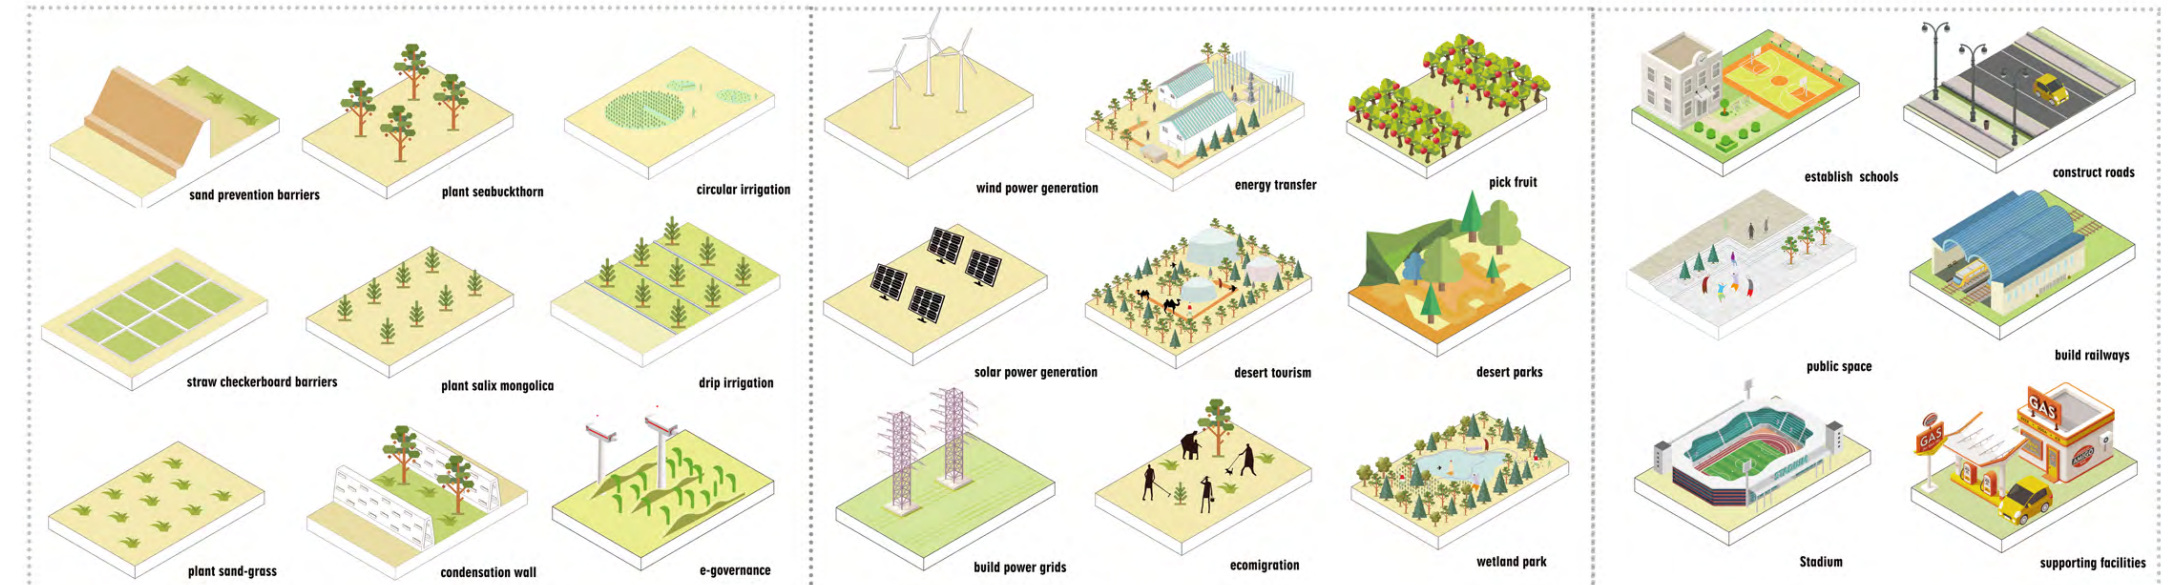 sand prevention barriers
plant seabuckthorn
circular irrigation
straw checkerboard barriers
plant salix mongolica
drip irrigation
plant sand-grass
condensation wall
e-governance
wind power generation
energy transfer
pick fruit
solar power generation
desert tourism
desert parks
build power grids
ecomigration
wetland park
establish schools
construct roads
public space
build railways
Stadium
GAS
GAS
supporting facilities